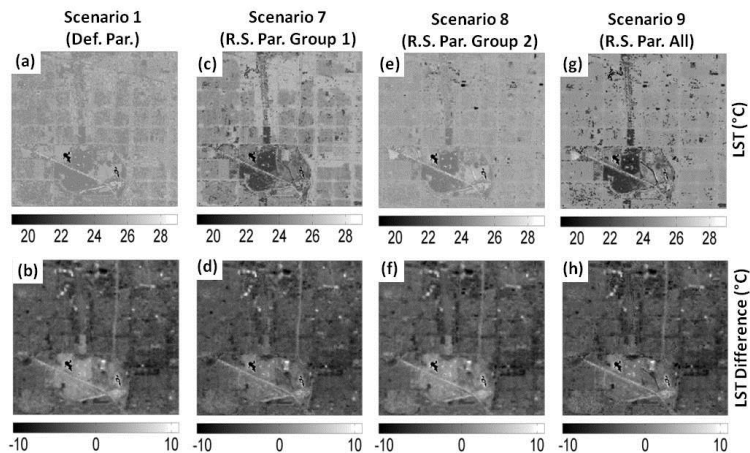 Scenario 1
(Def. Par.)
Scenario 7
(R.S. Par. Group 1)
Scenario 8
(R.S. Par. Group 2)
Scenario 9
(R.S. Par. All)
(a)
(c)
(e)
(g)
LST (°C)
20 22 24 26 28
20 22 24 26 28
20 22 24 26 28
20 22 24 26 28
(b)
(d)
(f)
(h)
LST Difference (°C)
-10 0 10
-10 0 10
-10 0 10
-10 0 10